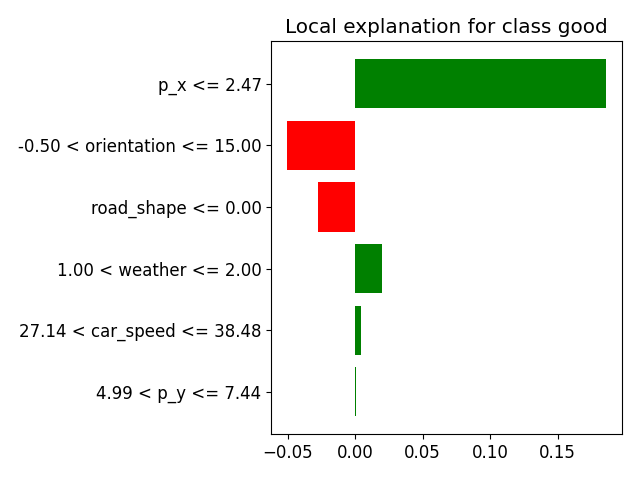 Local explanation for class good
p_x <= 2.47
-0.50 < orientation <= 15.00
road_shape <= 0.00
1.00 < weather <= 2.00
27.14 < car_speed <= 38.48
4.99 < p_y <= 7.44
−0.05 0.00 0.05 0.10 0.15